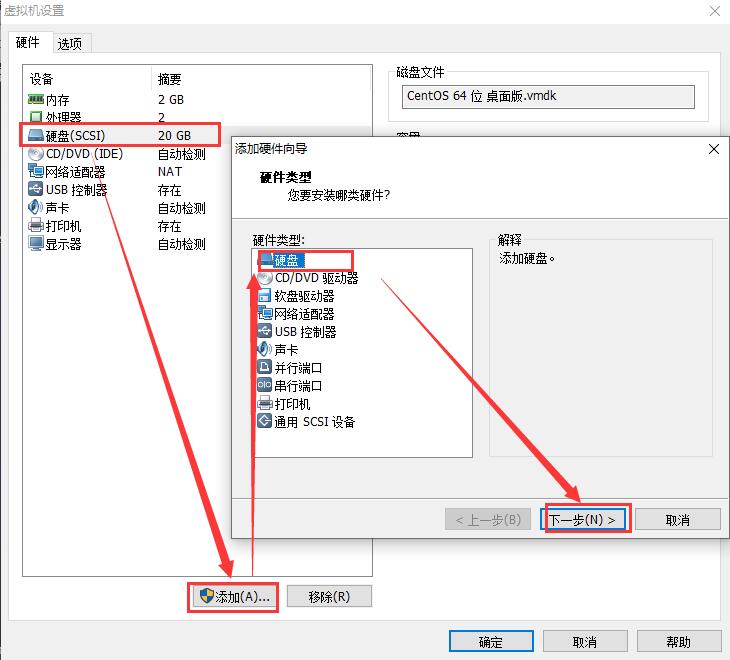 虚拟机设置
硬件 选项
设备 摘要
内存 2 GB
处理器 2
硬盘(SCSI) 20 GB
CD/DVD (IDE) 自动检测
网络适配器 NAT
USB 控制器 存在
声卡 自动检测
打印机 存在
显示器 自动检测
磁盘文件
CentOS 64 位 桌面版.vmdk
添加硬件向导
硬件类型
您要安装哪类硬件?
硬件类型:
硬盘
CD/DVD 驱动器
软盘驱动器
网络适配器
USB 控制器
声卡
并行端口
串行端口
打印机
通用 SCSI 设备
解释
添加硬盘。
< 上一步(B) 下一步(N) > 取消
添加(A)... 移除(R)
确定 取消 帮助